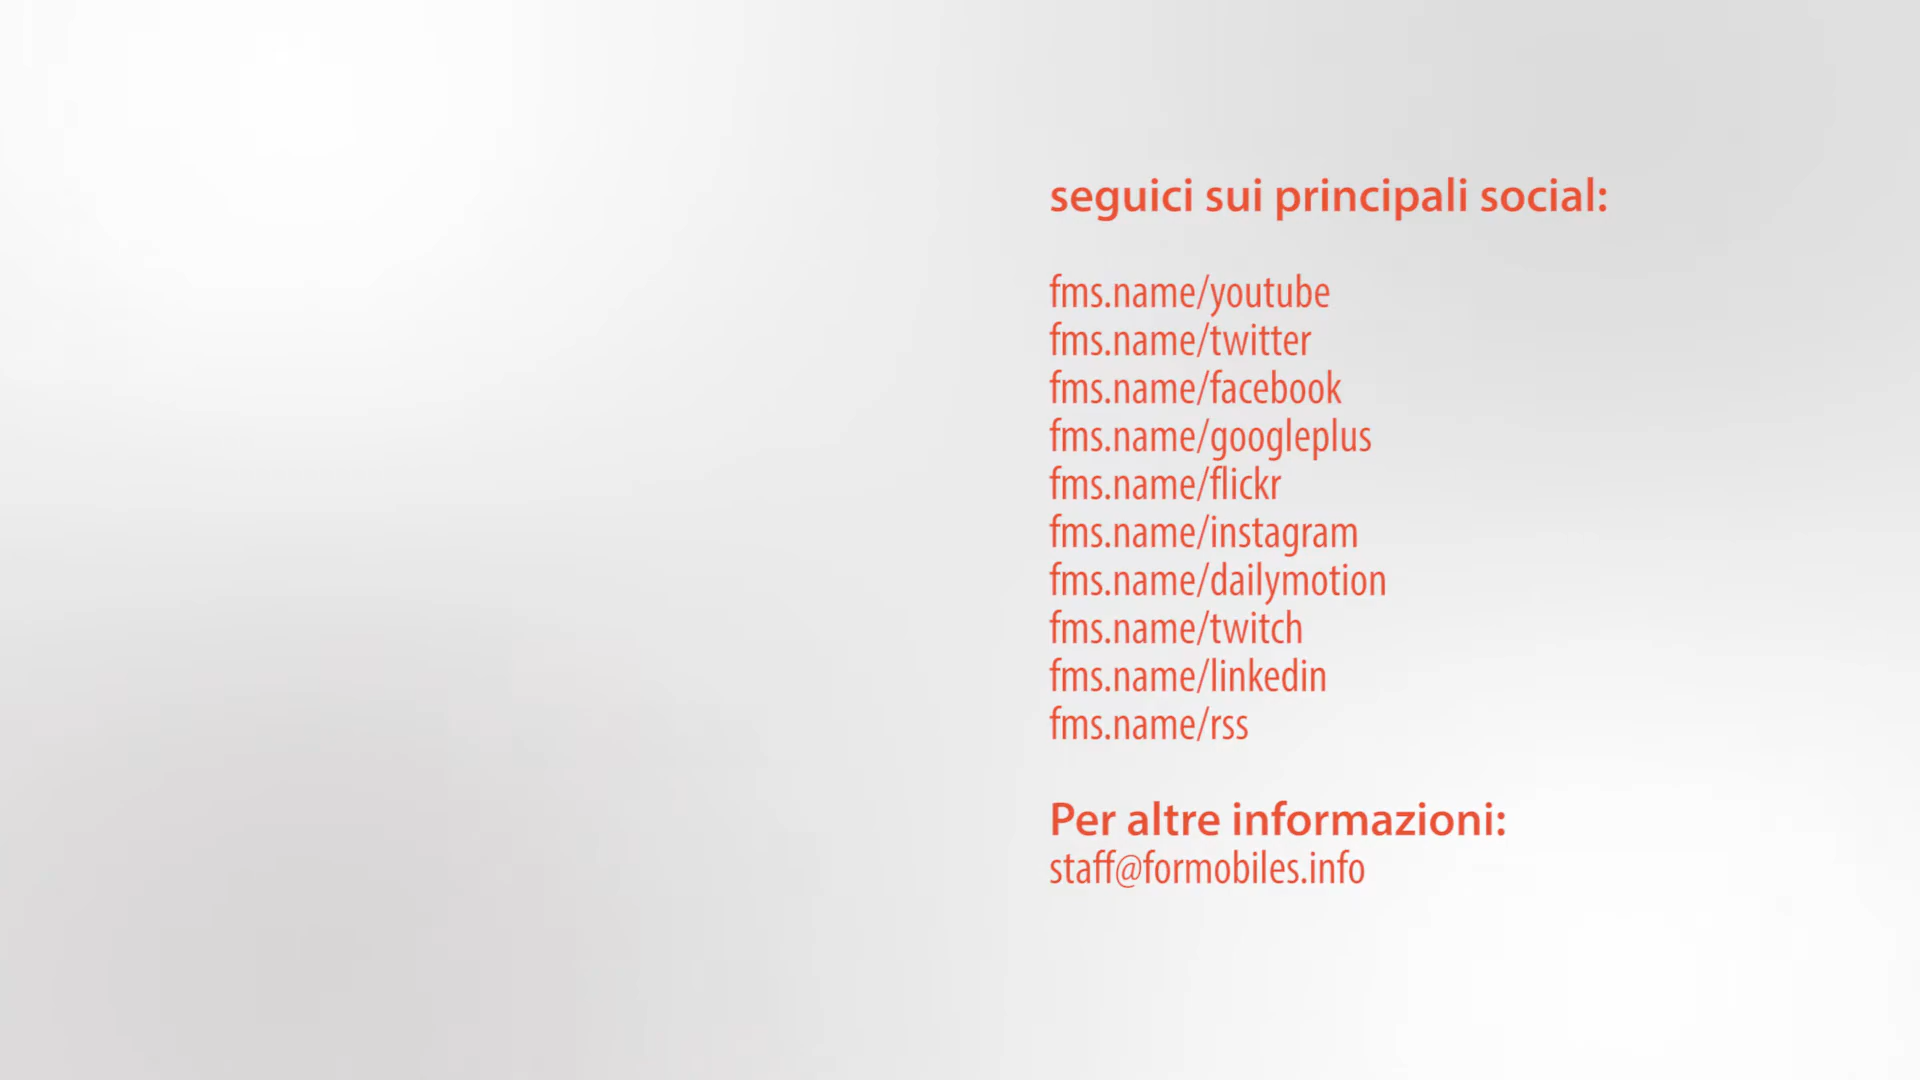 seguici sui principali social:
fms.name/youtube
fms.name/twitter
fms.name/facebook
fms.name/googleplus
fms.name/flickr
fms.name/instagram
fms.name/dailymotion
fms.name/twitch
fms.name/linkedin
fms.name/rss
Per altre informazioni:
staff@formobiles.info